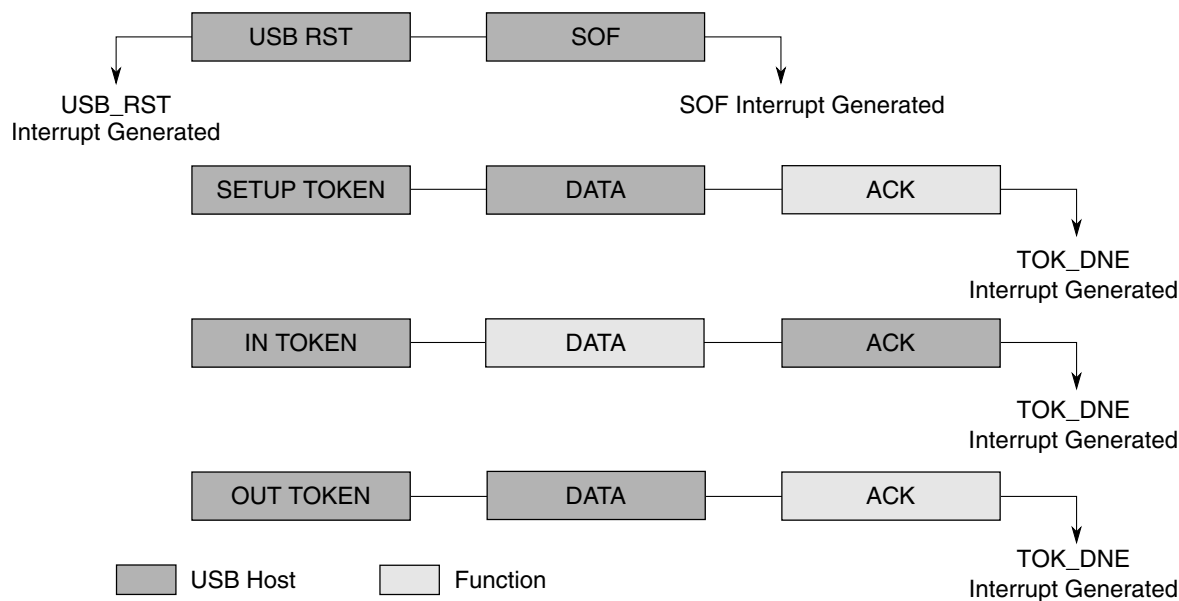 USB RST
SOF
USB_RST
Interrupt Generated
SOF Interrupt Generated
SETUP TOKEN
DATA
ACK
TOK_DNE
Interrupt Generated
IN TOKEN
DATA
ACK
TOK_DNE
Interrupt Generated
OUT TOKEN
DATA
ACK
TOK_DNE
Interrupt Generated
USB Host
Function